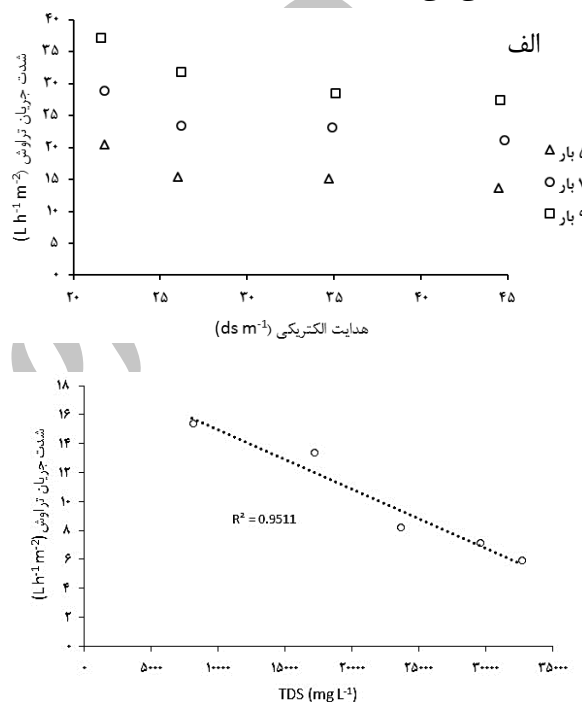 الف
۴۰
۳۵
۳۰
۲۵
۲۰
۱۵
۱۰
۵
۰
شدت جریان تراوش (L h⁻¹ m⁻²)
۲۰ ۲۵ ۳۰ ۳۵ ۴۰ ۴۵
هدایت الکتریکی (ds m⁻¹)
بار
بار
بار
۱۸
۱۶
۱۴
۱۲
۱۰
۸
۶
۴
۲
۰
شدت جریان تراوش (L h⁻¹ m⁻²)
R² = 0.9511
۰ ۵۰۰۰ ۱۰۰۰۰ ۱۵۰۰۰ ۲۰۰۰۰ ۲۵۰۰۰ ۳۰۰۰۰ ۳۵۰۰۰
TDS (mg L⁻¹)